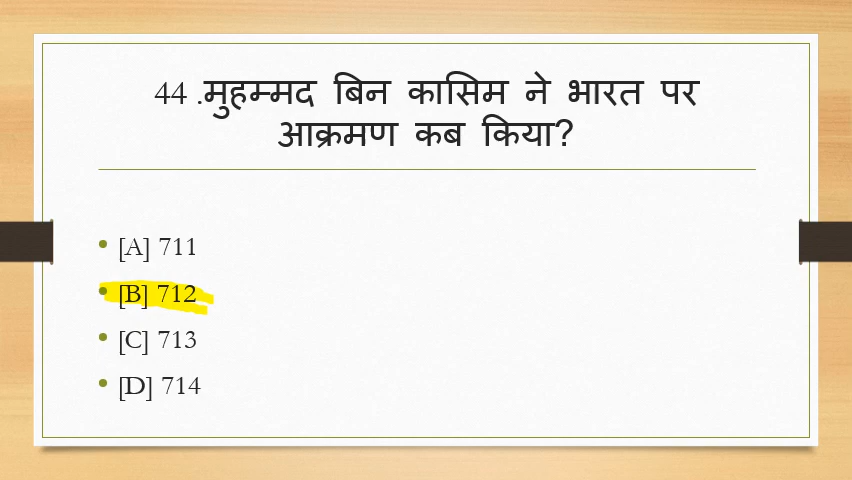 44 .मुहम्मद बिन कासिम ने भारत पर
आक्रमण कब किया?
• [A] 711
• [B] 712
• [C] 713
• [D] 714